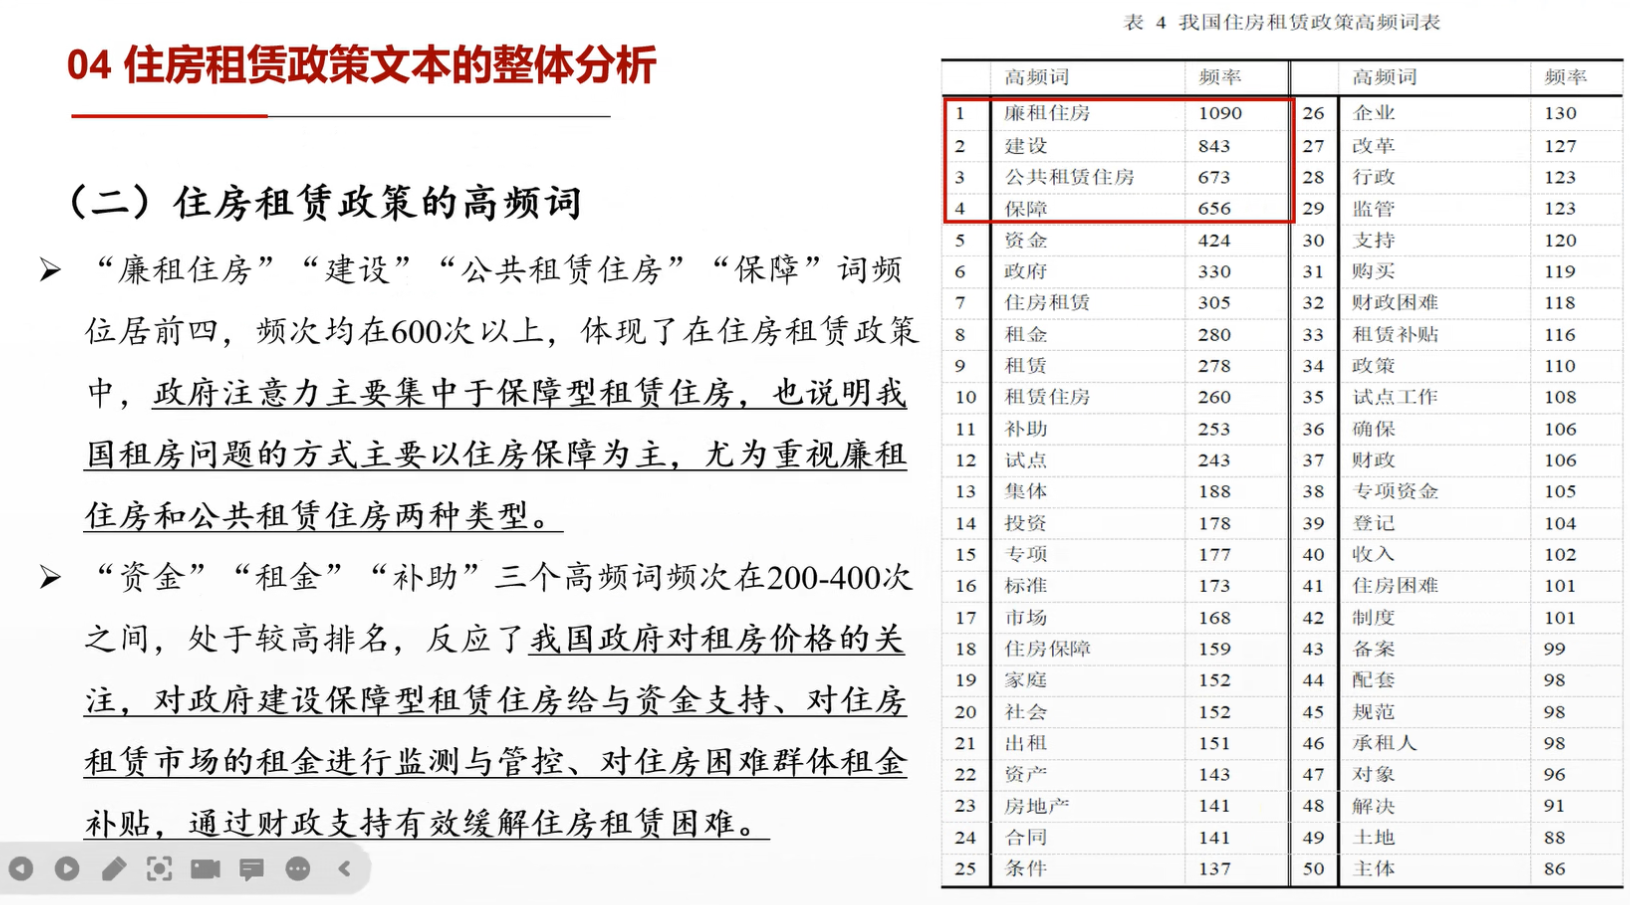 04 住房租赁政策文本的整体分析
（二）住房租赁政策的高频词
“廉租住房”“建设”“公共租赁住房”“保障”词频
位居前四，频次均在600次以上，体现了在住房租赁政策
中，政府注意力主要集中于保障型租赁住房，也说明我
国租房问题的方式主要以住房保障为主，尤为重视廉租
住房和公共租赁住房两种类型。
“资金”“租金”“补助”三个高频词频次在200-400次
之间，处于较高排名，反应了我国政府对租房价格的关
注，对政府建设保障型租赁住房给与资金支持、对住房
租赁市场的租金进行监测与管控、对住房困难群体租金
补贴，通过财政支持有效缓解住房租赁困难。
表 4 我国住房租赁政策高频词表
高频词 频率 高频词 频率
1 廉租住房 1090 26 企业 130
2 建设 843 27 改革 127
3 公共租赁住房 673 28 行政 123
4 保障 656 29 监管 123
5 资金 424 30 支持 120
6 政府 330 31 购买 119
7 住房租赁 305 32 财政困难 118
8 租金 280 33 租赁补贴 116
9 租赁 278 34 政策 110
10 租赁住房 260 35 试点工作 108
11 补助 253 36 确保 106
12 试点 243 37 财政 106
13 集体 188 38 专项资金 105
14 投资 178 39 登记 104
15 专项 177 40 收入 102
16 标准 173 41 住房困难 101
17 市场 168 42 制度 101
18 住房保障 159 43 备案 99
19 家庭 152 44 配套 98
20 社会 152 45 规范 98
21 出租 151 46 承租人 98
22 资产 143 47 对象 96
23 房地产 141 48 解决 91
24 合同 141 49 土地 88
25 条件 137 50 主体 86